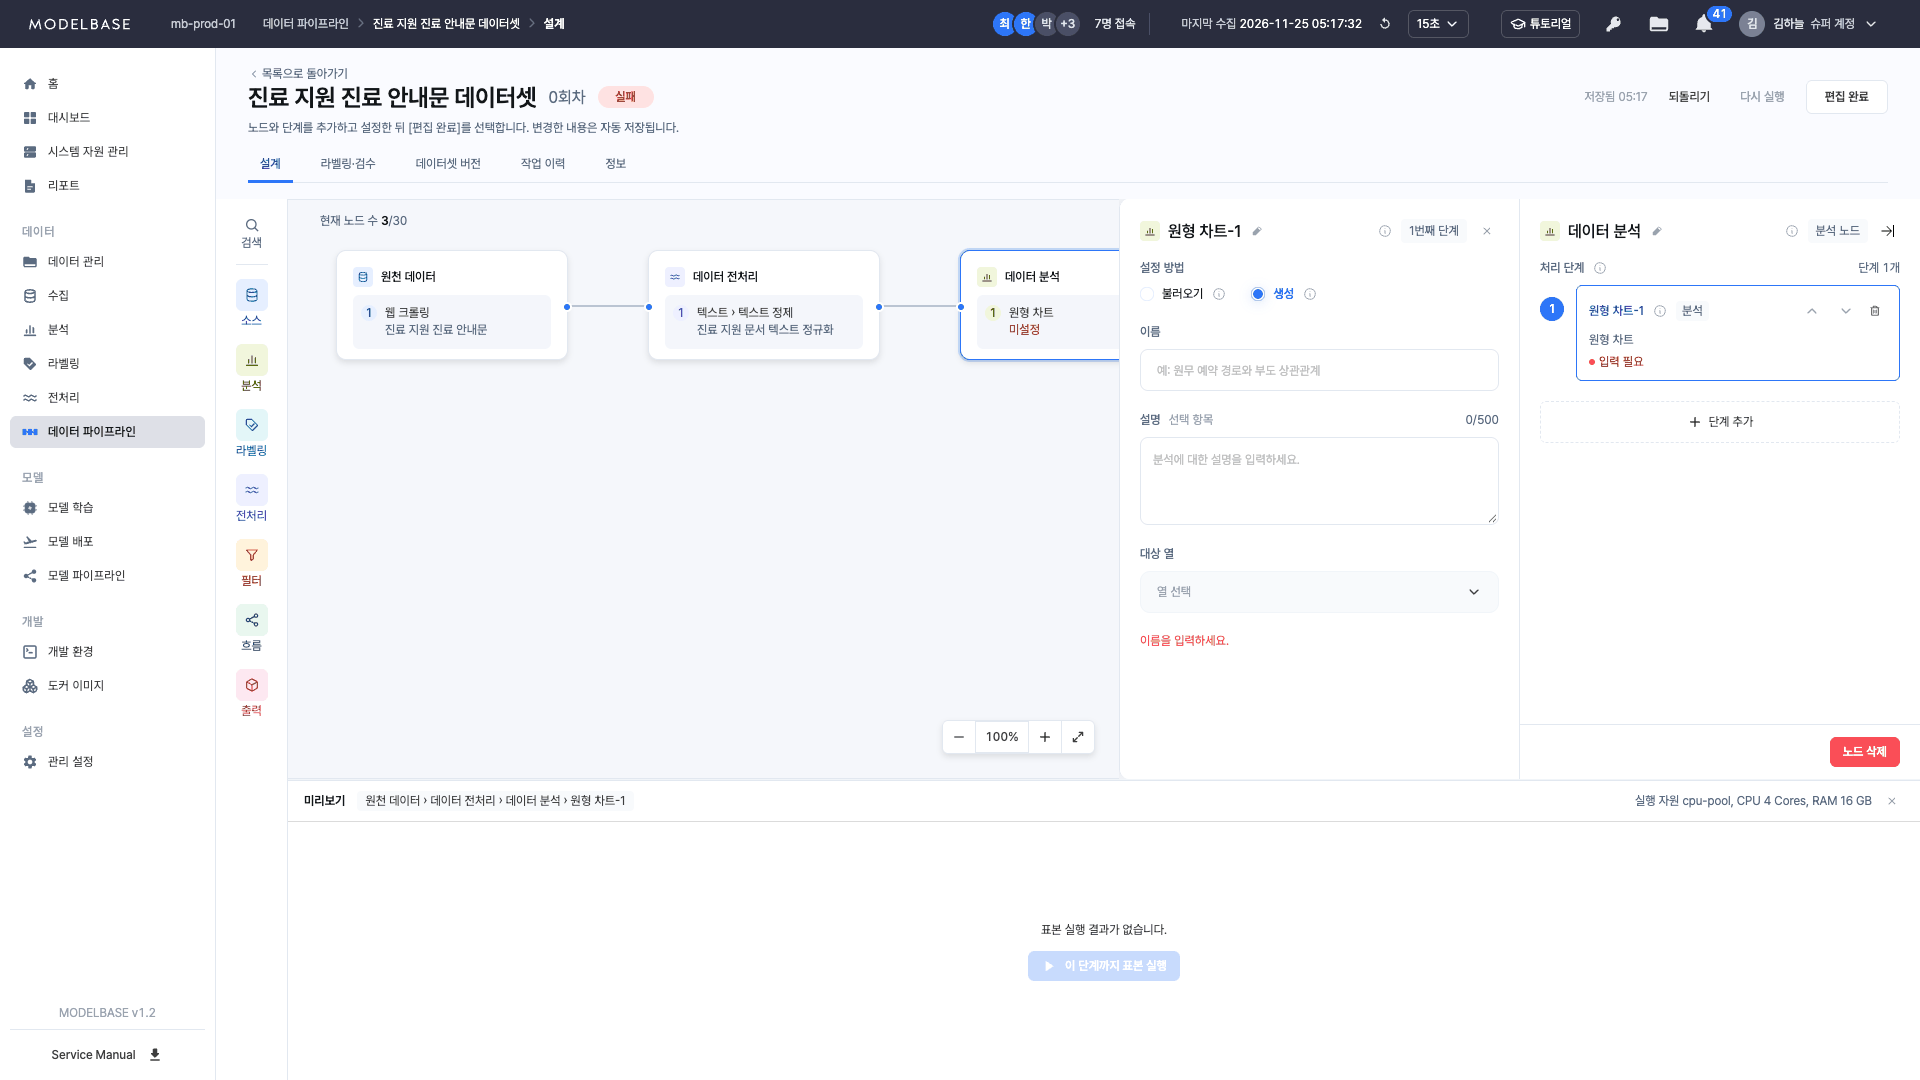 MODELBASE
mb-prod-01
데이터 파이프라인
진료 지원 진료 안내문 데이터셋
설계
최
한
박
+3
7명 접속
마지막 수집 2026-11-25 05:17:32
15초
튜토리얼
41
김
김하늘 슈퍼 계정
홈
대시보드
시스템 자원 관리
리포트
데이터
데이터 관리
수집
분석
라벨링
전처리
데이터 파이프라인
모델
모델 학습
모델 배포
모델 파이프라인
개발
개발 환경
도커 이미지
설정
관리 설정
MODELBASE v1.2
Service Manual
목록으로 돌아가기
진료 지원 진료 안내문 데이터셋 0회차 실패
노드와 단계를 추가하고 설정한 뒤 [편집 완료]를 선택합니다. 변경한 내용은 자동 저장됩니다.
저장됨 05:17
되돌리기
다시 실행
편집 완료
설계
라벨링·검수
데이터셋 버전
작업 이력
정보
검색
소스
분석
라벨링
전처리
필터
흐름
출력
현재 노드 수 3/30
원천 데이터
1 웹 크롤링
진료 지원 진료 안내문
데이터 전처리
1 텍스트 › 텍스트 정제
진료 지원 문서 텍스트 정규화
데이터 분석
1 원형 차트
미설정
100%
원형 차트-1
1번째 단계
설정 방법
불러오기
생성
이름
예: 원무 예약 경로와 부도 상관관계
설명 선택 항목
0/500
분석에 대한 설명을 입력하세요.
대상 열
열 선택
이름을 입력하세요.
데이터 분석
분석 노드
처리 단계
단계 1개
1
원형 차트-1
분석
원형 차트
입력 필요
단계 추가
노드 삭제
미리보기
원천 데이터 › 데이터 전처리 › 데이터 분석 › 원형 차트-1
실행 자원 cpu-pool, CPU 4 Cores, RAM 16 GB
표본 실행 결과가 없습니다.
이 단계까지 표본 실행